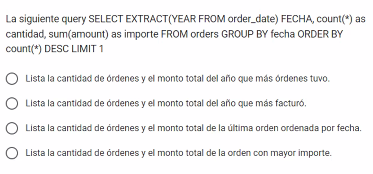 La siguiente query SELECT EXTRACT(YEAR FROM order_date) FECHA, count(*) as
cantidad, sum(amount) as importe FROM orders GROUP BY fecha ORDER BY
count(*) DESC LIMIT 1
Lista la cantidad de órdenes y el monto total del año que más órdenes tuvo.
Lista la cantidad de órdenes y el monto total del año que más facturó.
Lista la cantidad de órdenes y el monto total de la última orden ordenada por fecha.
Lista la cantidad de órdenes y el monto total de la orden con mayor importe.